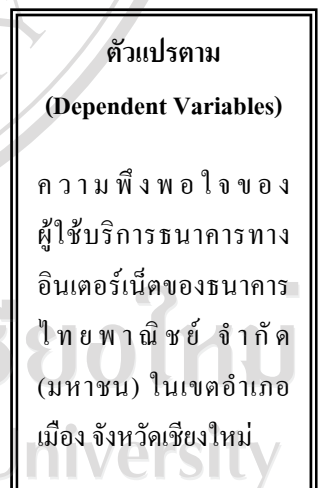 ตัวแปรตาม
(Dependent Variables)
ความพึงพอใจของ
ผู้ใช้บริการธนาคารทาง
อินเตอร์เน็ตของธนาคาร
ไทยพาณิชย์ จำกัด
(มหาชน) ในเขตอำเภอ
เมือง จังหวัดเชียงใหม่